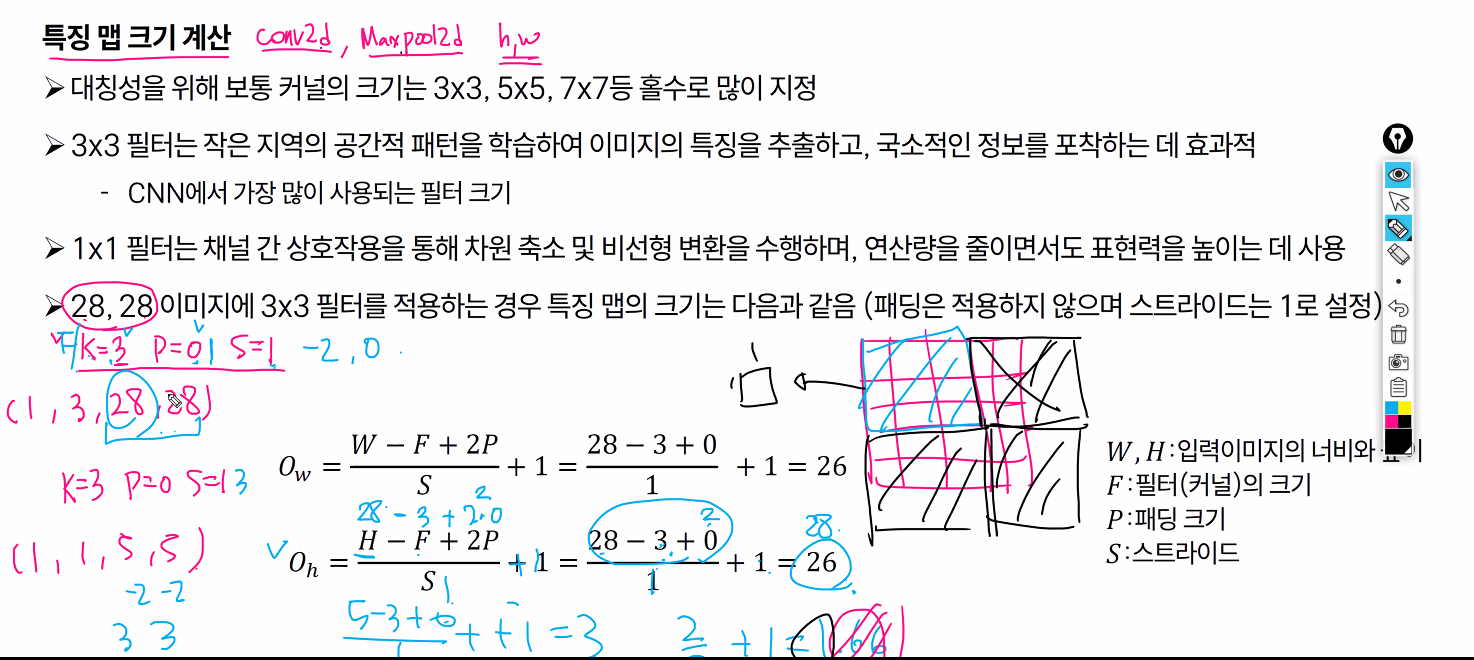 특징 맵 크기 계산 conv2d, Maxpool2d h,w
➢ 대칭성을 위해 보통 커널의 크기는 3x3, 5x5, 7x7등 홀수로 많이 지정
➢ 3x3 필터는 작은 지역의 공간적 패턴을 학습하여 이미지의 특징을 추출하고, 국소적인 정보를 포착하는 데 효과적
- CNN에서 가장 많이 사용되는 필터 크기
➢ 1x1 필터는 채널 간 상호작용을 통해 차원 축소 및 비선형 변환을 수행하며, 연산량을 줄이면서도 표현력을 높이는 데 사용
➢ 28, 28 이미지에 3x3 필터를 적용하는 경우 특징 맵의 크기는 다음과 같음 (패딩은 적용하지 않으며 스트라이드는 1로 설정)
F K=3 P=0 1 S=1 -2, 0
(1, 3, 28, 28)
O_w = (W − F + 2P)/S + 1 = (28 − 3 + 0)/1 + 1 = 26
K=3 P=0 S=1 3
28 - 3 + 2·0 2
2 28
O_h = (H − F + 2P)/S + 1 = (28 − 3 + 0)/1 + 1 = 26
(1, 1, 5, 5)
-2 -2
3 3
5-3+0 + +1 = 3
2 + 1 =
W, H:입력이미지의 너비와
F:필터(커널)의 크기
P:패딩 크기
S:스트라이드